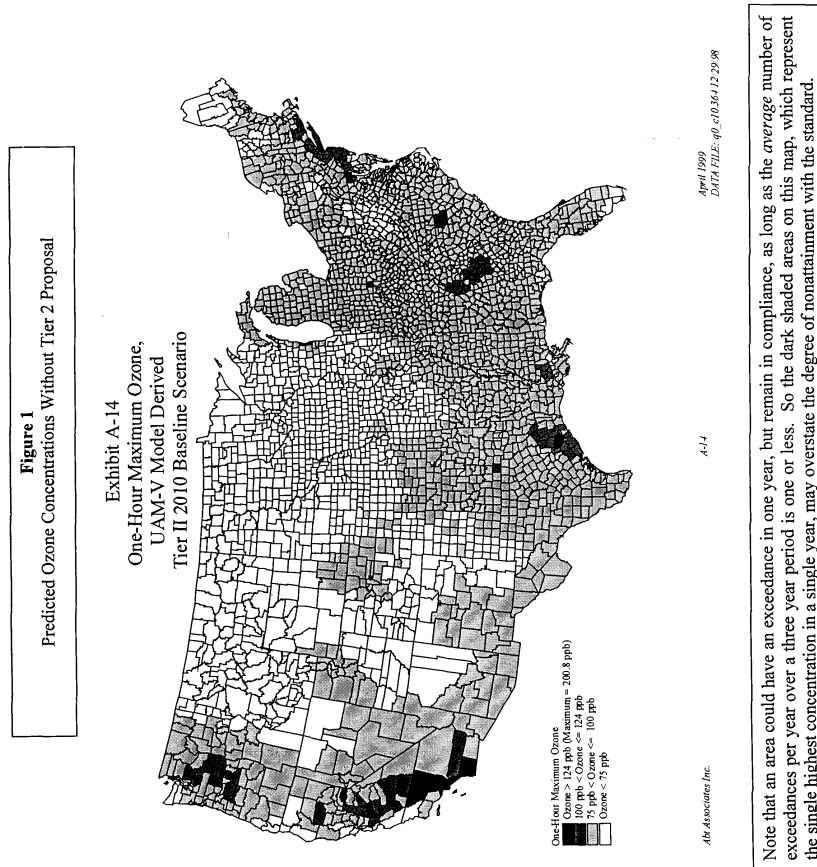 Figure 1
Predicted Ozone Concentrations Without Tier 2 Proposal
Exhibit A-14
One-Hour Maximum Ozone,
UAM-V Model Derived
Tier II 2010 Baseline Scenario
One-Hour Maximum Ozone
Ozone > 124 ppb (Maximum = 200.8 ppb)
100 ppb < Ozone <= 124 ppb
75 ppb < Ozone <= 100 ppb
Ozone < 75 ppb
Abt Associates Inc.
A-14
April 1999
DATA FILE: q0_c10.364 12/29/98
Note that an area could have an exceedance in one year, but remain in compliance, as long as the average number of
exceedances per year over a three year period is one or less. So the dark shaded areas on this map, which represent
the single highest concentration in a single year, may overstate the degree of nonattainment with the standard.